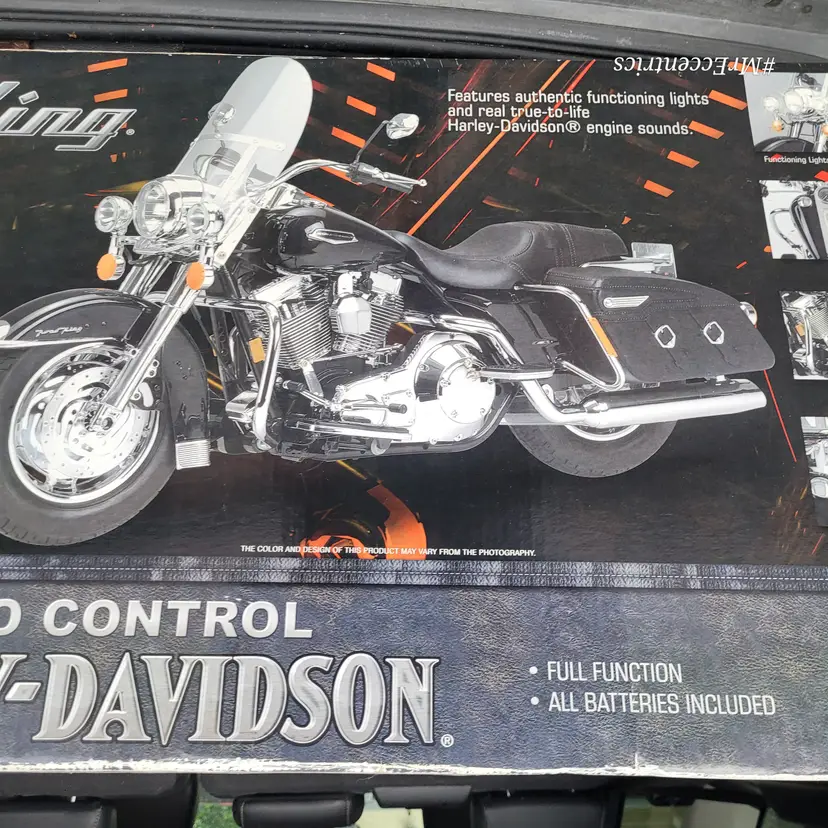 #MrEccentrics
ling®
Features authentic functioning lights
and real true-to-life
Harley-Davidson® engine sounds.
Functioning Lights
THE COLOR AND DESIGN OF THIS PRODUCT MAY VARY FROM THE PHOTOGRAPHY.
O CONTROL
Y-DAVIDSON®
• FULL FUNCTION
• ALL BATTERIES INCLUDED